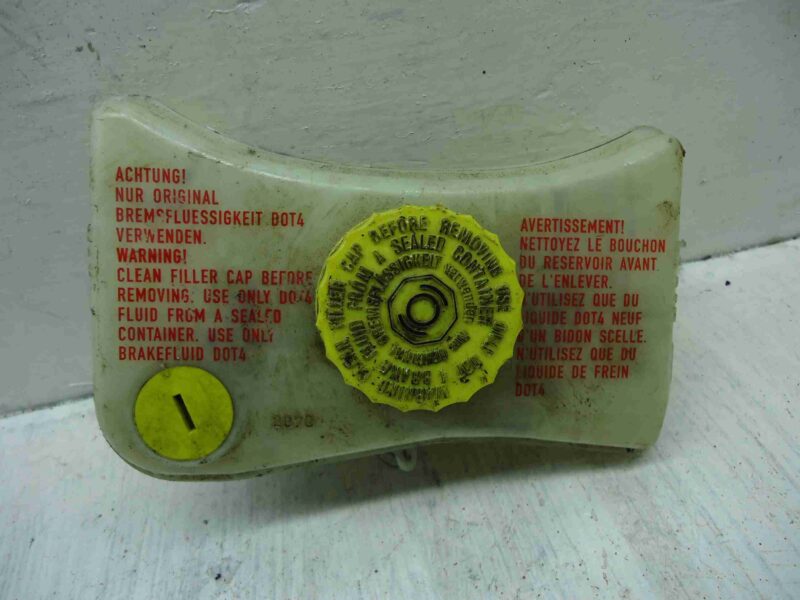 ACHTUNG!
NUR ORIGINAL
BREMSFLUESSIGKEIT DOT4
VERWENDEN.
WARNING!
CLEAN FILLER CAP BEFORE
REMOVING. USE ONLY DOT4
FLUID FROM A SEALED
CONTAINER. USE ONLY
BRAKEFLUID DOT4
FILLER CAP BEFORE REMOVING USE ONLY
FLUID FROM A SEALED CONTAINER
BREMSFLÜSSIGKEIT verwenden
AVERTISSEMENT!
NETTOYEZ LE BOUCHON
DU RESERVOIR AVANT
DE L'ENLEVER.
N'UTILISEZ QUE DU
LIQUIDE DOT4 NEUF
D'UN BIDON SCELLE.
N'UTILISEZ QUE DU
LIQUIDE DE FREIN
DOT4